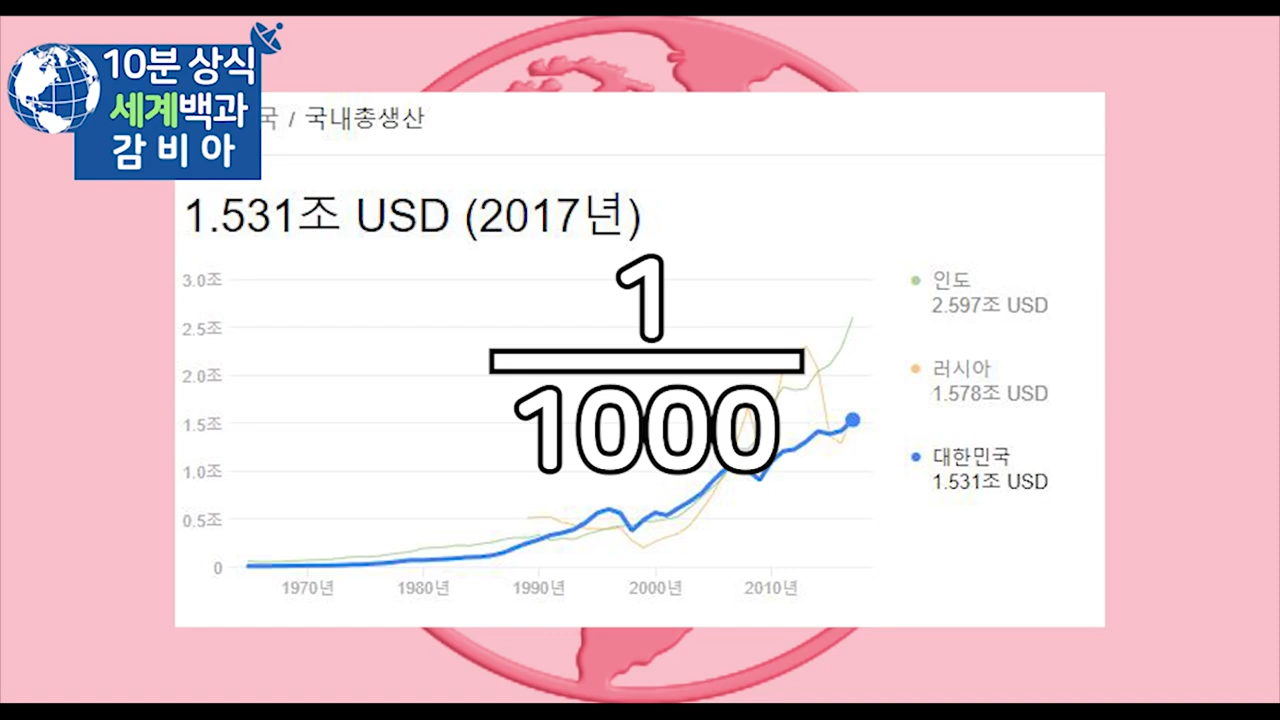 10분 상식
세계백과
감비아
국 / 국내총생산
1.531조 USD (2017년)
1
1000
3.0조
2.5조
2.0조
1.5조
1.0조
0.5조
0
1970년
1980년
1990년
2000년
2010년
인도
2.597조 USD
러시아
1.578조 USD
대한민국
1.531조 USD